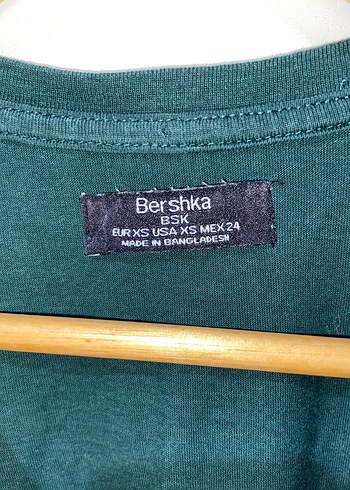 Bershka
BSK
EUR XS USA XS MEX 24
MADE IN BANGLADESH